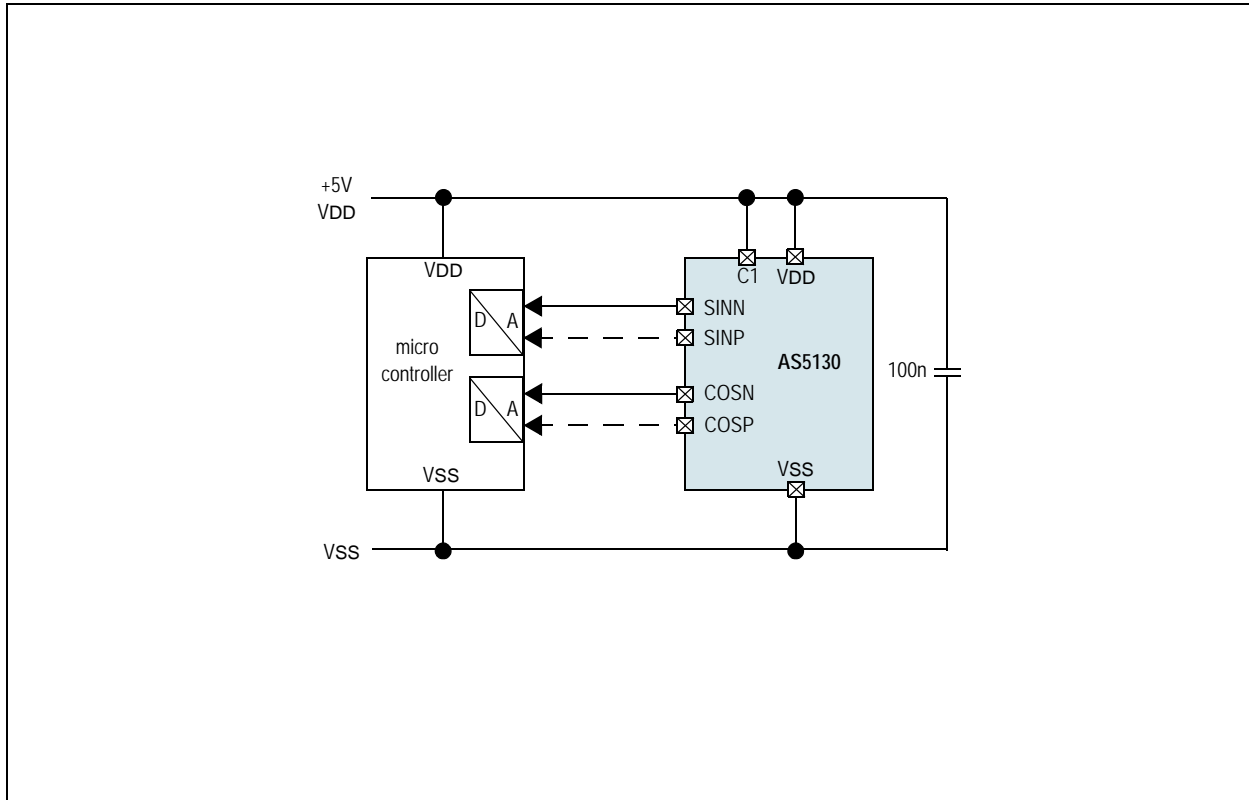 +5V
VDD
VDD
C1
VDD
D
A
SINN
SINP
micro
controller
AS5130
100n
D
A
COSN
COSP
VSS
VSS
VSS